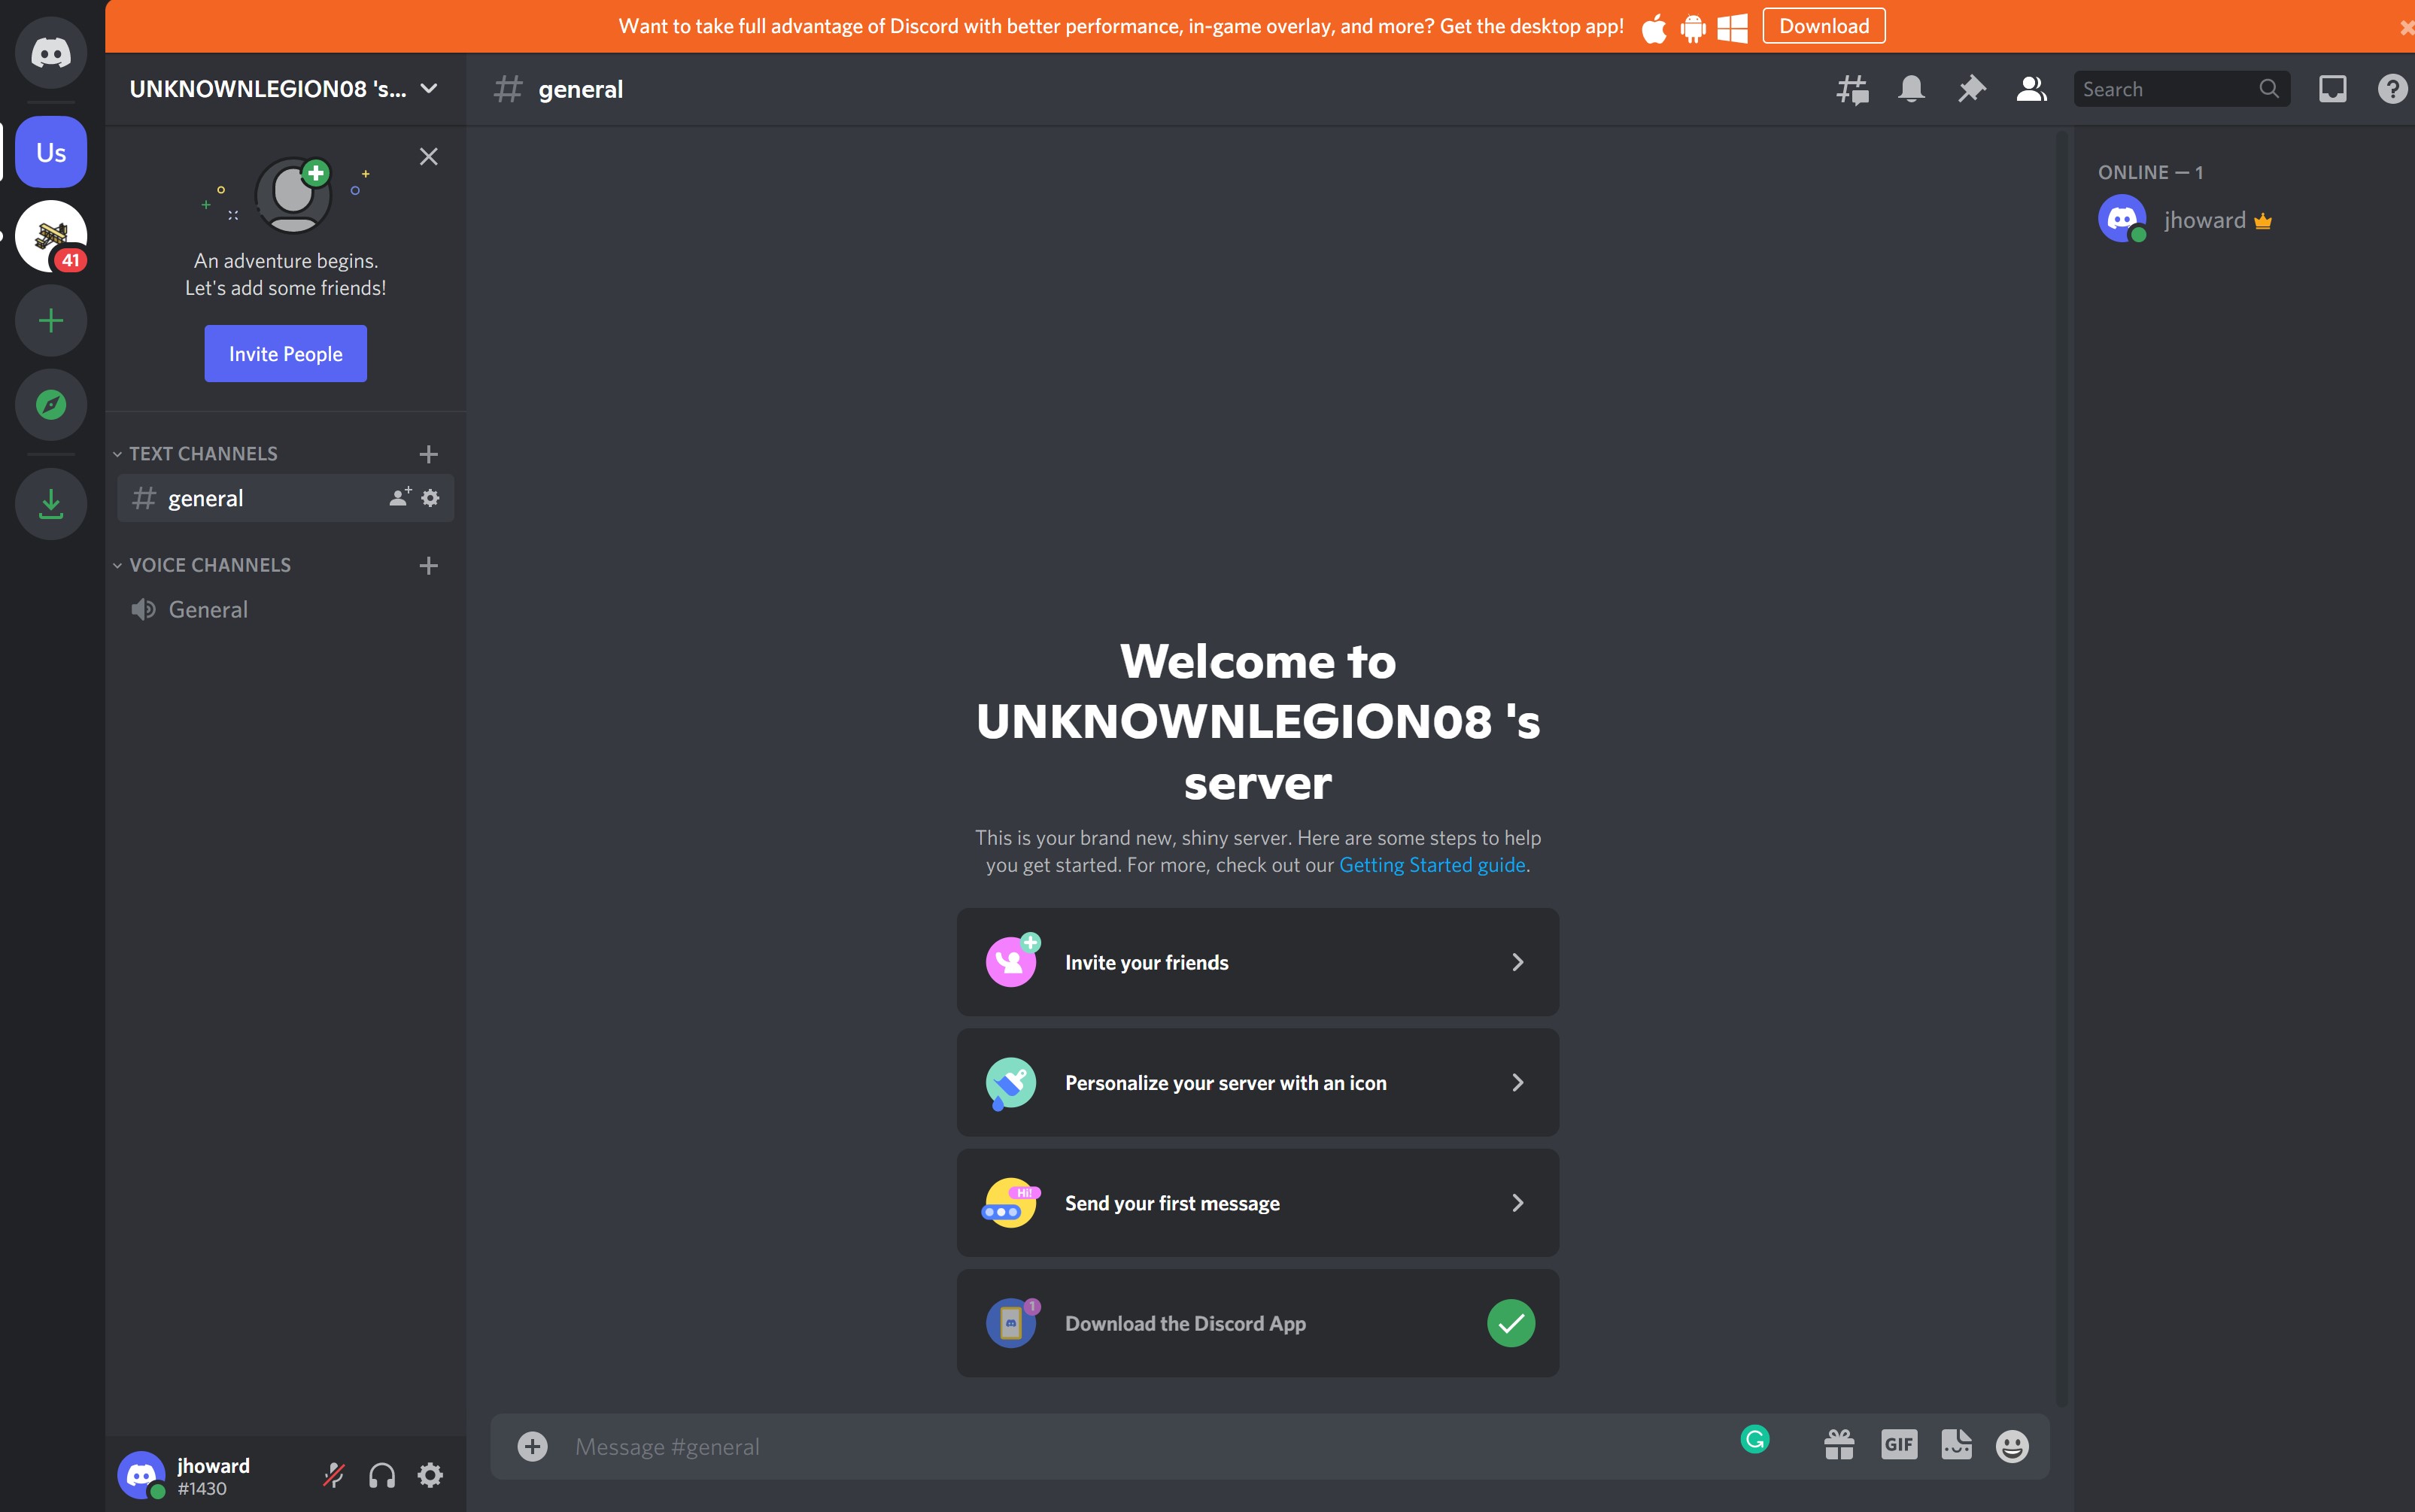 Want to take full advantage of Discord with better performance, in-game overlay, and more? Get the desktop app!
Download
UNKNOWNLEGION08 's...
general
Search
Us
41
An adventure begins.
Let's add some friends!
Invite People
TEXT CHANNELS
general
VOICE CHANNELS
General
Welcome to
UNKNOWNLEGION08 's
server
This is your brand new, shiny server. Here are some steps to help
you get started. For more, check out our Getting Started guide.
Invite your friends
Personalize your server with an icon
Hi!
Send your first message
1
Download the Discord App
Message #general
GIF
ONLINE — 1
jhoward
jhoward
#1430